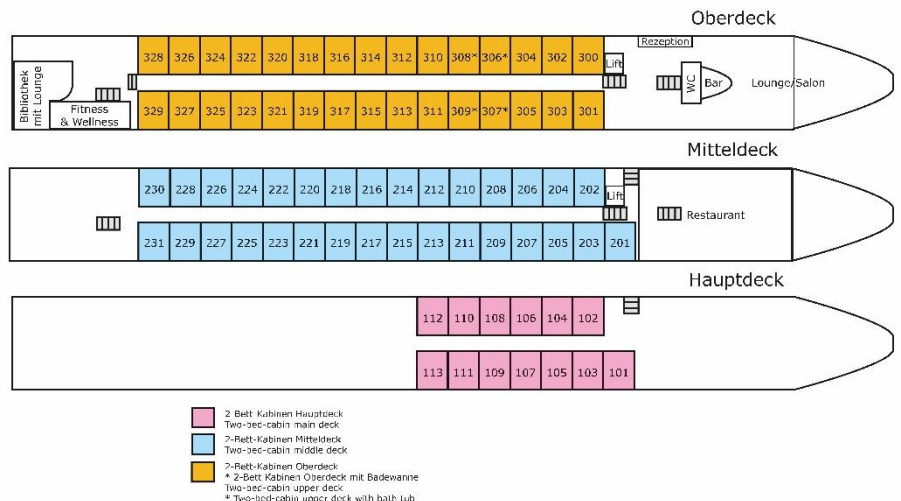 Oberdeck
Rezeption
328 326 324 322 320 318 316 314 312 310 308* 306* 304 302 300
Lift
Bibliothek
mit Lounge
WC
Bar
Lounge/Salon
Fitness
& Wellness
329 327 325 323 321 319 317 315 313 311 309* 307* 305 303 301
Mitteldeck
230 228 226 224 222 220 218 216 214 212 210 208 206 204 202
Lift
Restaurant
231 229 227 225 223 221 219 217 215 213 211 209 207 205 203 201
Hauptdeck
112 110 108 106 104 102
113 111 109 107 105 103 101
2 Bett Kabinen Hauptdeck
Two-bed-cabin main deck
2-Bett-Kabinen Mitteldeck
Two-bed-cabin middle deck
2-Bett-Kabinen Oberdeck
* 2-Bett Kabinen Oberdeck mit Badewanne
Two-bed-cabin upper deck
* Two-bed-cabin upper deck with bath tub